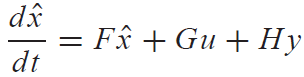 dx̂/dt = Fx̂ + Gu + Hy